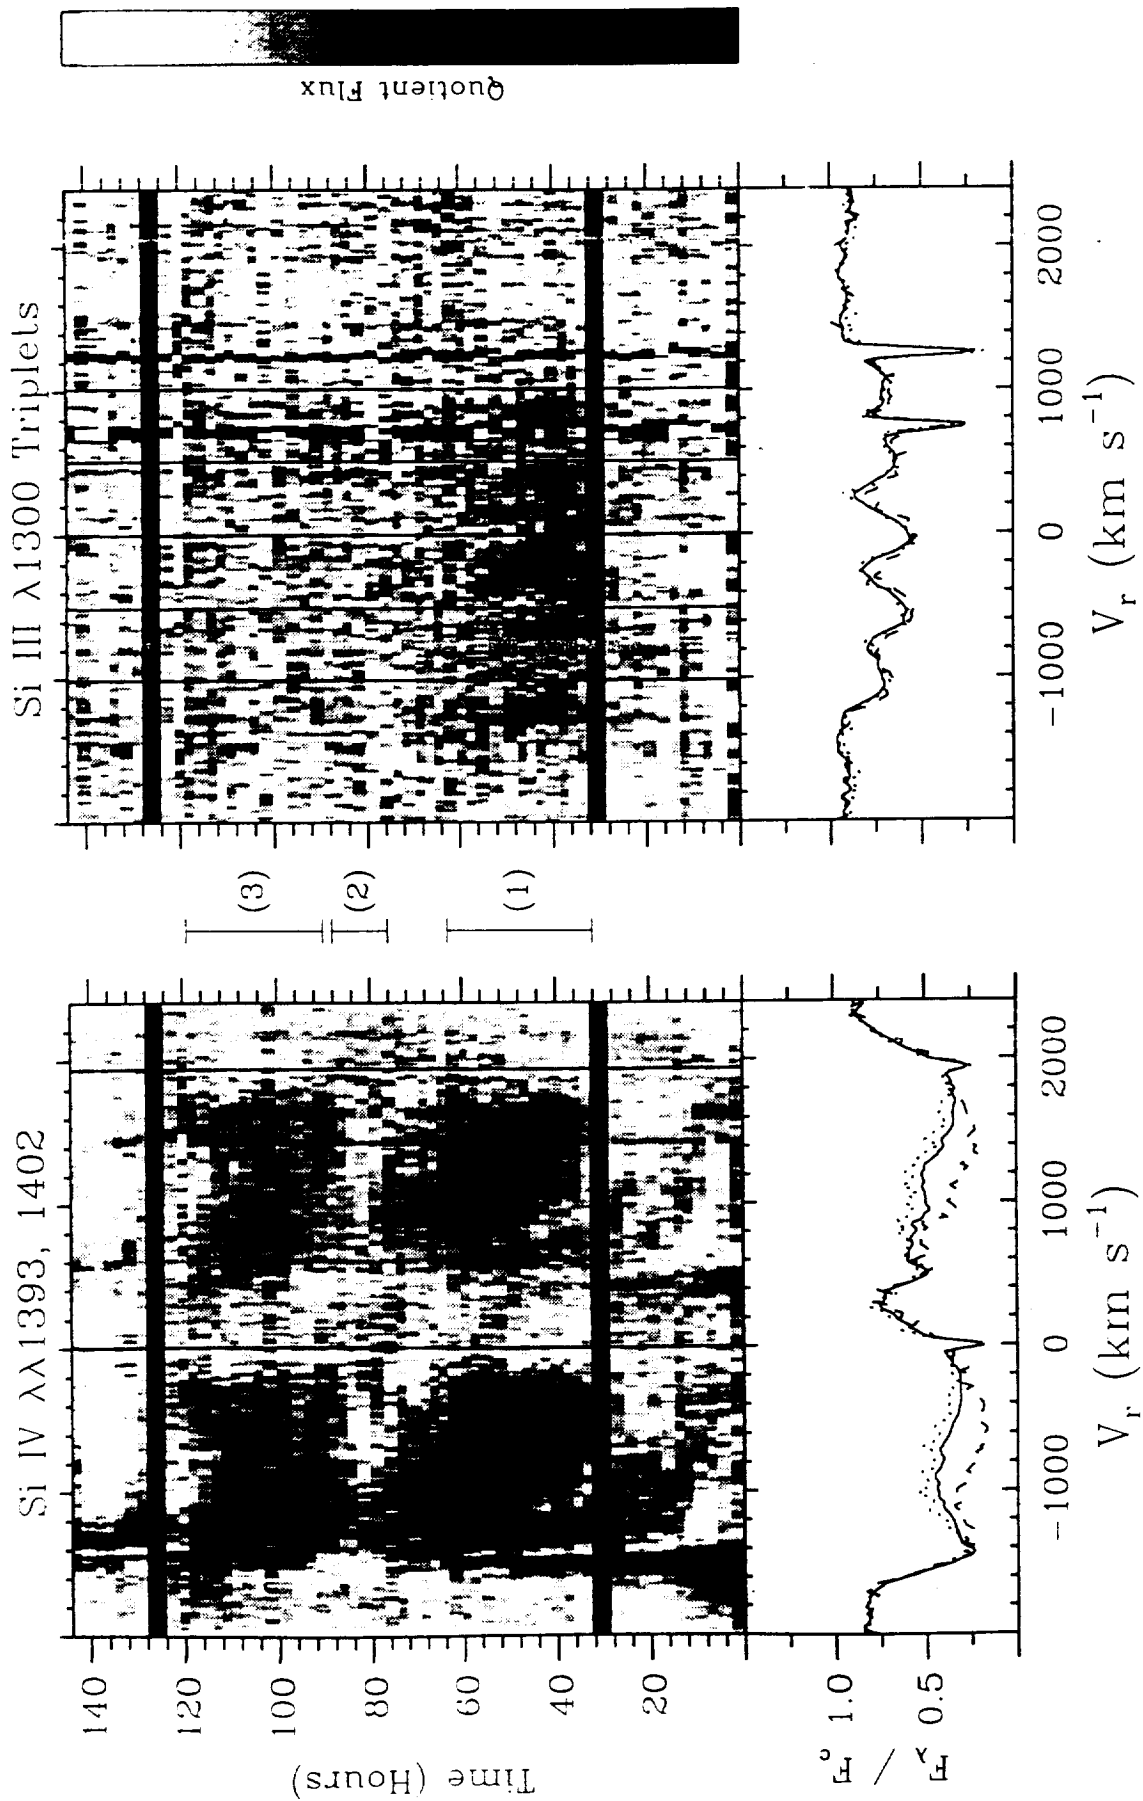 Si IV λλ1393, 1402
Si III λ1300 Triplets
Quotient Flux
Time (Hours)
140
120
100
80
60
40
20
(3)
(2)
(1)
F_λ / F_c
1.0
0.5
-1000
0
1000
2000
V_r (km s⁻¹)
-1000
0
1000
2000
V_r (km s⁻¹)